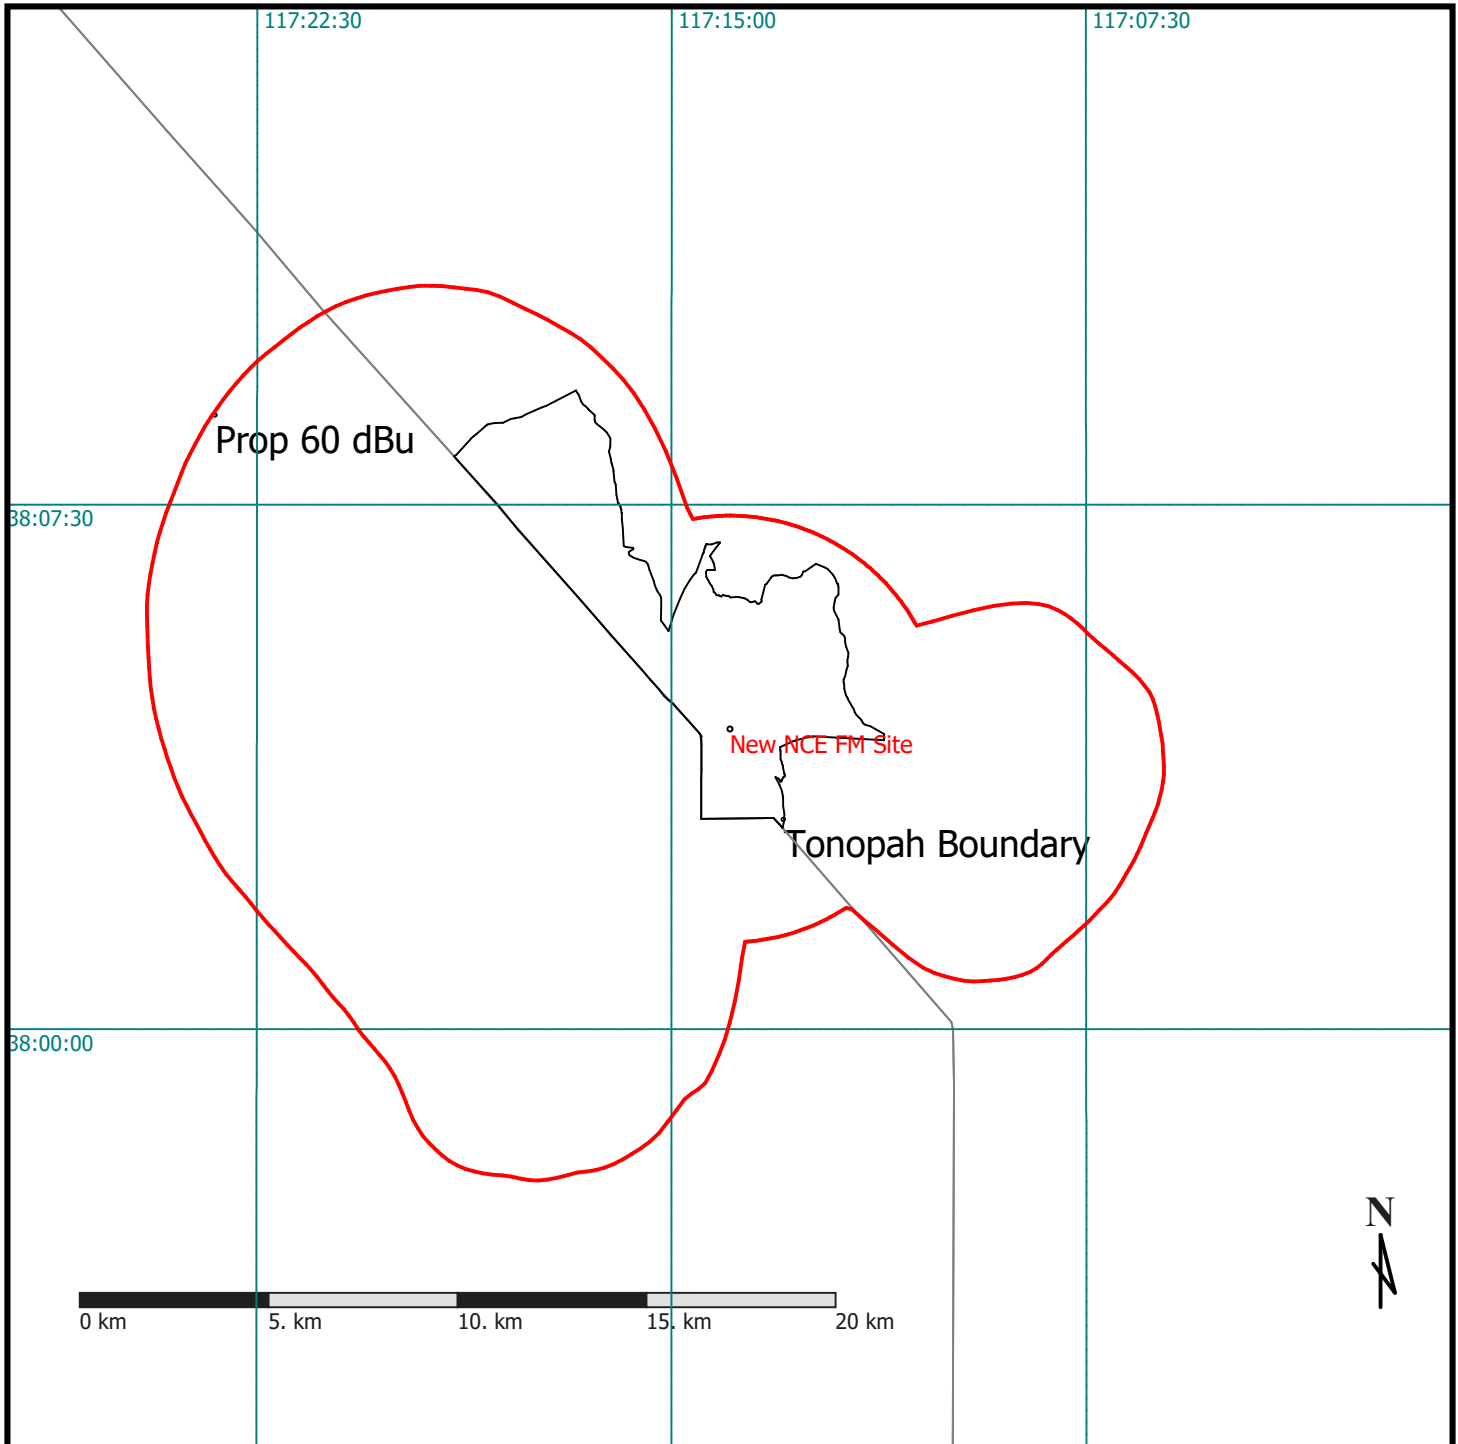 117:22:30
117:15:00
117:07:30
Prop 60 dBu
38:07:30
New NCE FM Site
Tonopah Boundary
38:00:00
N
0 km
5. km
10. km
15. km
20 km